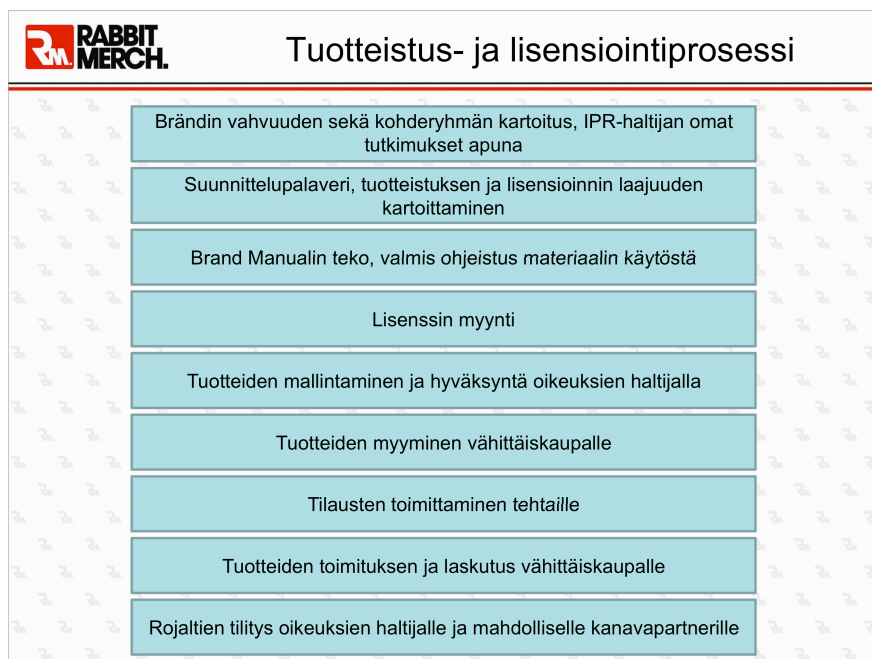 RABBIT
MERCH.
RM.
Tuotteistus- ja lisensiointiprosessi
Brändin vahvuuden sekä kohderyhmän kartoitus, IPR-haltijan omat
tutkimukset apuna
Suunnittelupalaveri, tuotteistuksen ja lisensioinnin laajuuden
kartoittaminen
Brand Manualin teko, valmis ohjeistus materiaalin käytöstä
Lisenssin myynti
Tuotteiden mallintaminen ja hyväksyntä oikeuksien haltijalla
Tuotteiden myyminen vähittäiskaupalle
Tilausten toimittaminen tehtaille
Tuotteiden toimituksen ja laskutus vähittäiskaupalle
Rojaltien tilitys oikeuksien haltijalle ja mahdolliselle kanavapartnerille